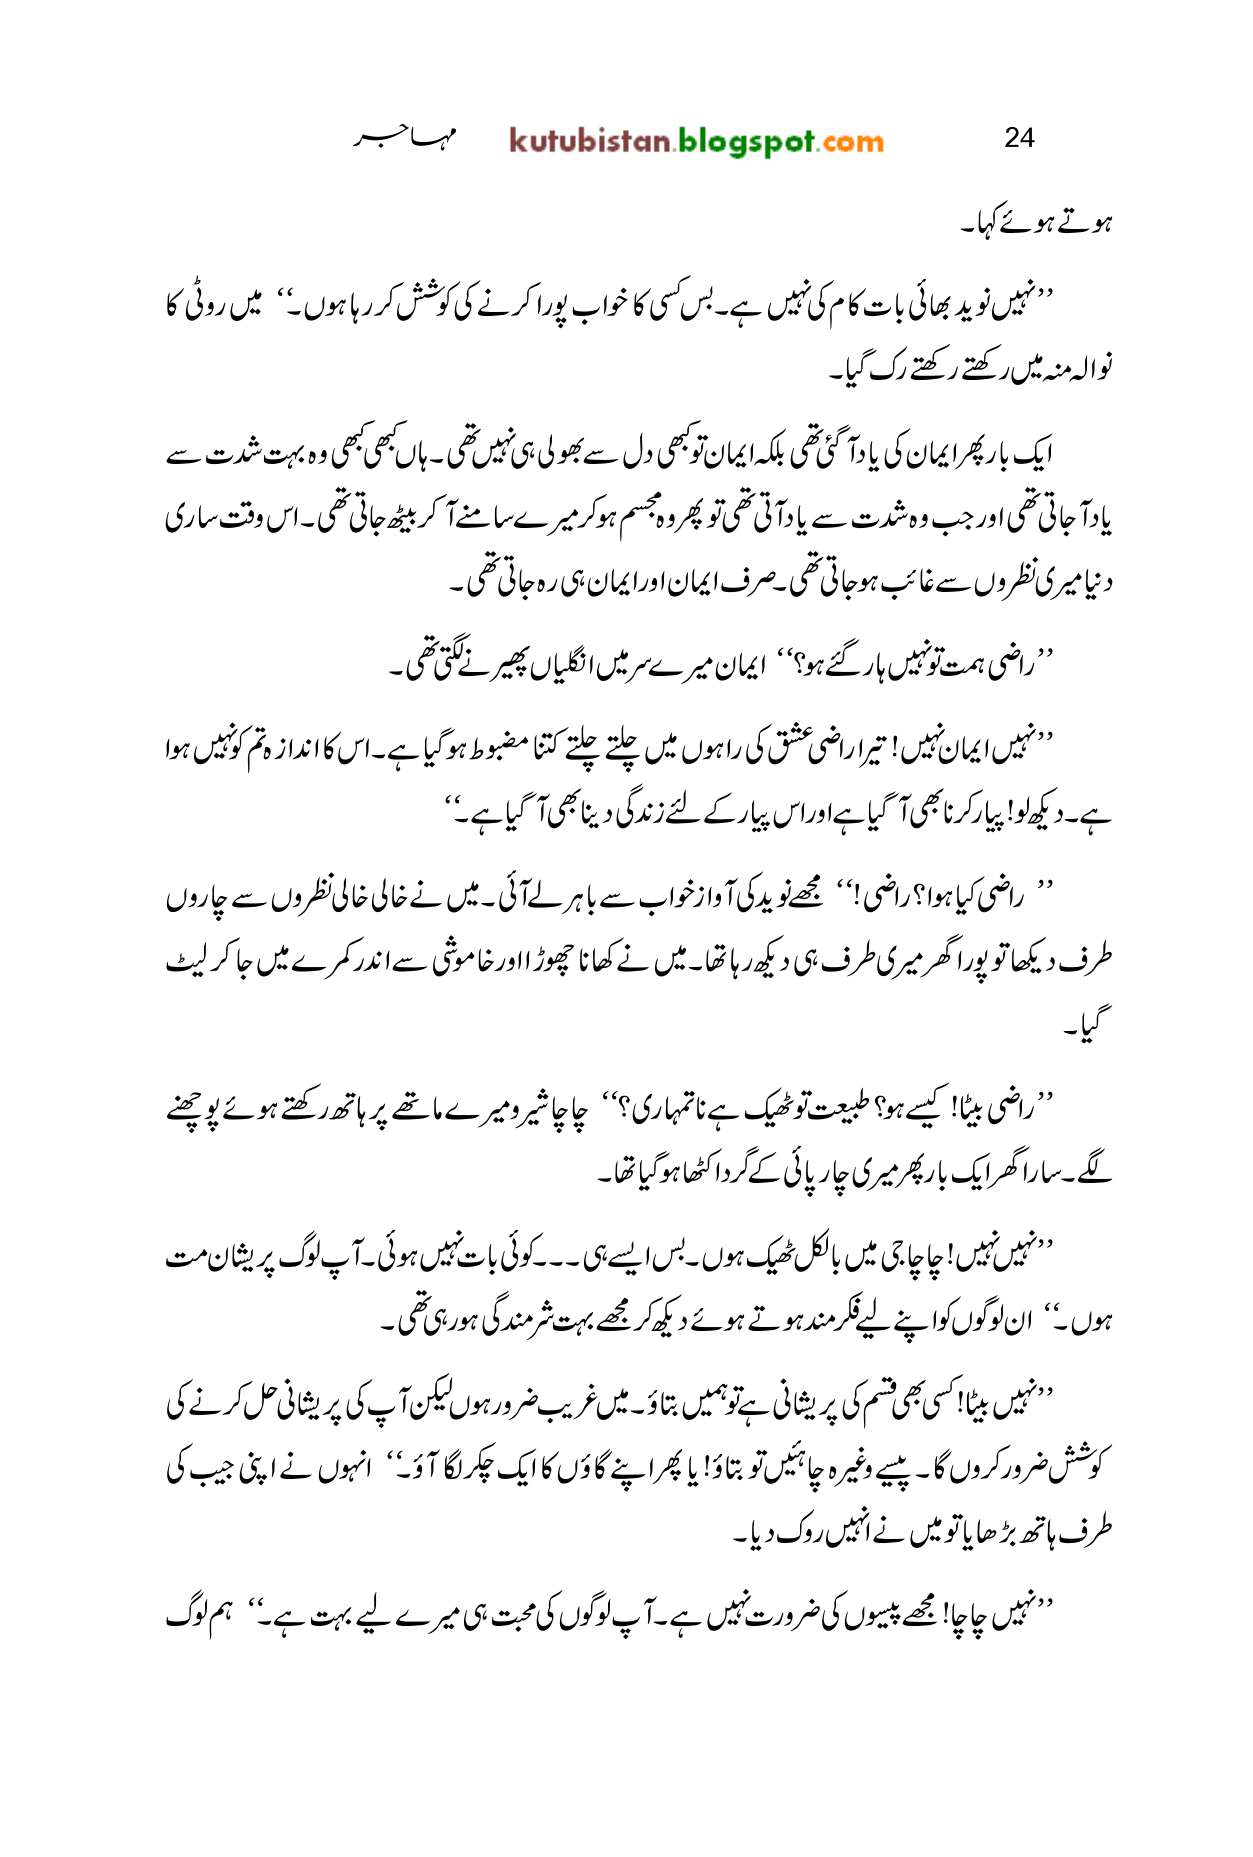 24 kutubistan.blogspot.com مہاجر
ہوتے ہوئے کہا۔
’’نہیں نوید بھائی بات کام کی نہیں ہے۔ بس کسی کا خواب پورا کرنے کی کوشش کر رہا ہوں۔‘‘ میں روٹی کا
نوالہ منہ میں رکھتے رکھتے رک گیا۔
ایک بار پھر ایمان کی یاد آ گئی تھی بلکہ ایمان تو کبھی دل سے بھولی ہی نہیں تھی۔ ہاں کبھی کبھی وہ بہت شدت سے
یاد آ جاتی تھی اور جب وہ شدت سے یاد آتی تھی تو پھر وہ مجسم ہو کر میرے سامنے آ کر بیٹھ جاتی تھی۔ اس وقت ساری
دنیا میری نظروں سے غائب ہو جاتی تھی۔ صرف ایمان اور ایمان ہی رہ جاتی تھی۔
’’راضی ہمت تو نہیں ہار گئے ہو؟‘‘ ایمان میرے سر میں انگلیاں پھیرنے لگتی تھی۔
’’نہیں ایمان نہیں! تیرا راضی عشق کی راہوں میں چلتے چلتے کتنا مضبوط ہو گیا ہے۔ اس کا اندازہ تم کو نہیں ہوا
ہے۔ دیکھ لو! پیار کرنا بھی آ گیا ہے اور اس پیار کے لئے زندگی دینا بھی آ گیا ہے۔‘‘
’’ راضی کیا ہوا؟ راضی!‘‘ مجھے نوید کی آواز خواب سے باہر لے آئی۔ میں نے خالی خالی نظروں سے چاروں
طرف دیکھا تو پورا گھر میری طرف ہی دیکھ رہا تھا۔ میں نے کھانا چھوڑا اور خاموشی سے اندر کمرے میں جا کر لیٹ
گیا۔
’’راضی بیٹا! کیسے ہو؟ طبیعت تو ٹھیک ہے نا تمہاری؟‘‘ چاچا شیرو میرے ماتھے پر ہاتھ رکھتے ہوئے پوچھنے
لگے۔ سارا گھر ایک بار پھر میری چار پائی کے گرد اکٹھا ہو گیا تھا۔
’’نہیں نہیں! چاچا جی میں بالکل ٹھیک ہوں۔ بس ایسے ہی ۔۔۔ کوئی بات نہیں ہوئی۔ آپ لوگ پریشان مت
ہوں۔‘‘ ان لوگوں کو اپنے لیے فکر مند ہوتے ہوئے دیکھ کر مجھے بہت شرمندگی ہو رہی تھی۔
’’نہیں بیٹا! کسی بھی قسم کی پریشانی ہے تو ہمیں بتاؤ۔ میں غریب ضرور ہوں لیکن آپ کی پریشانی حل کرنے کی
کوشش ضرور کروں گا۔ پیسے وغیرہ چاہئیں تو بتاؤ! یا پھر اپنے گاؤں کا ایک چکر لگا آؤ۔‘‘ انہوں نے اپنی جیب کی
طرف ہاتھ بڑھایا تو میں نے انہیں روک دیا۔
’’نہیں چاچا! مجھے پیسوں کی ضرورت نہیں ہے۔ آپ لوگوں کی محبت ہی میرے لیے بہت ہے۔‘‘ ہم لوگ